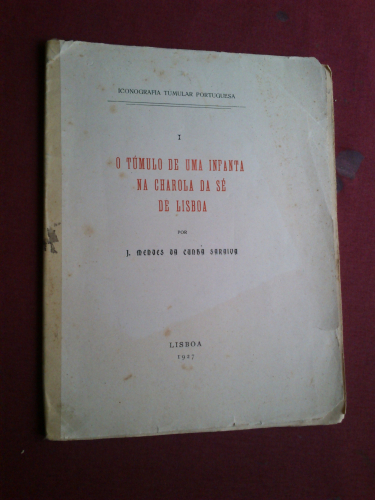 ICONOGRAFIA TUMULAR PORTUGUESA
I
O TÚMULO DE UMA INFANTA
NA CHAROLA DA SÉ
DE LISBOA
POR
J. MENDES DA CUNHA SARAIVA
LISBOA
1927